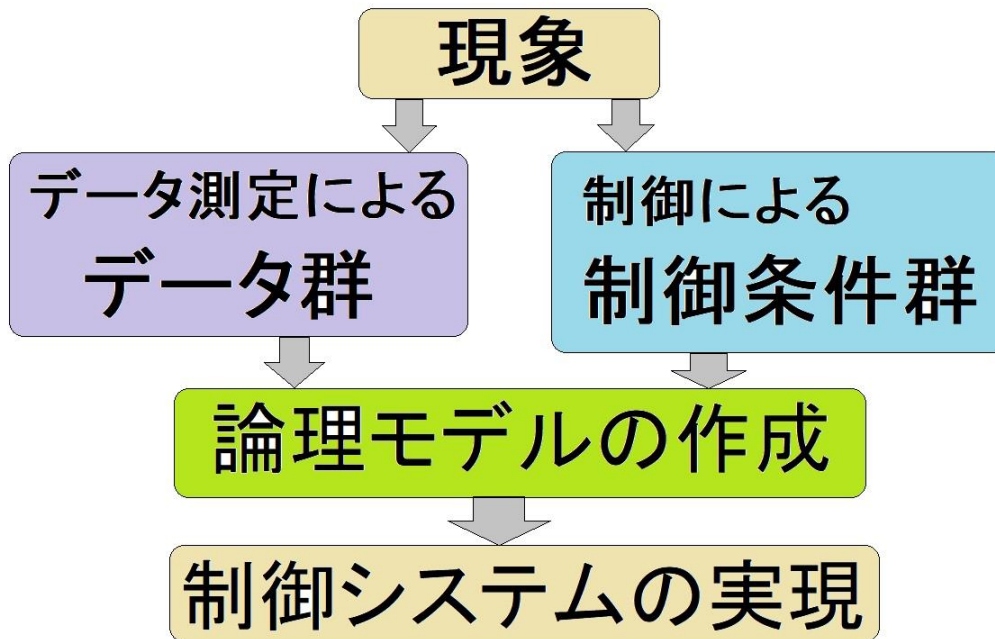 現象
データ測定による
データ群
制御による
制御条件群
論理モデルの作成
制御システムの実現